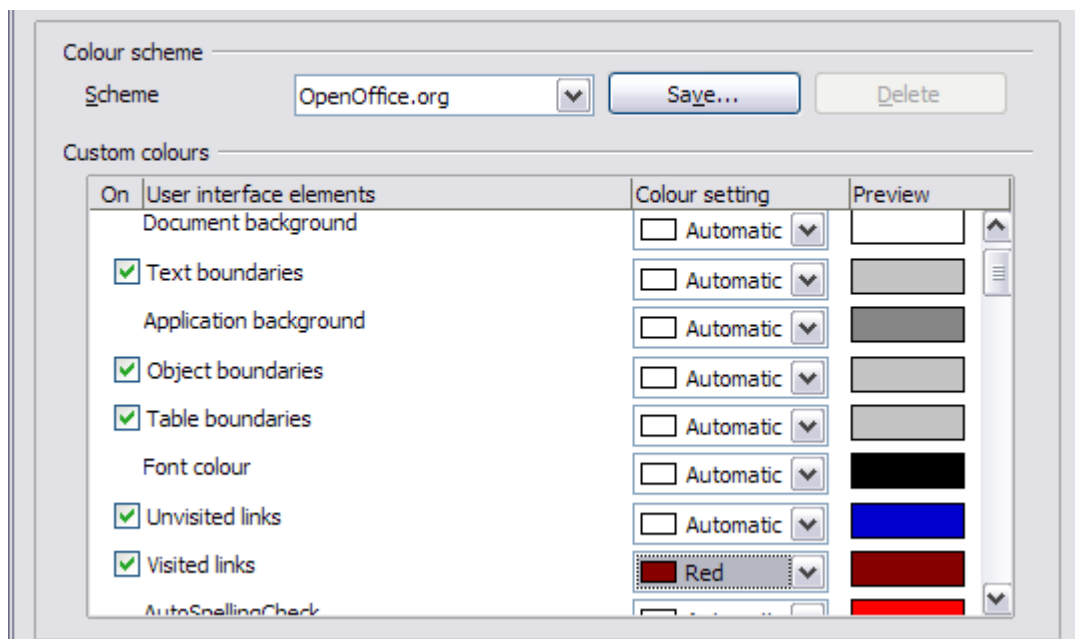 Colour scheme
Scheme OpenOffice.org Save... Delete
Custom colours
On User interface elements Colour setting Preview
Document background Automatic
Text boundaries Automatic
Application background Automatic
Object boundaries Automatic
Table boundaries Automatic
Font colour Automatic
Unvisited links Automatic
Visited links Red
AutoSpellingCheck Automatic